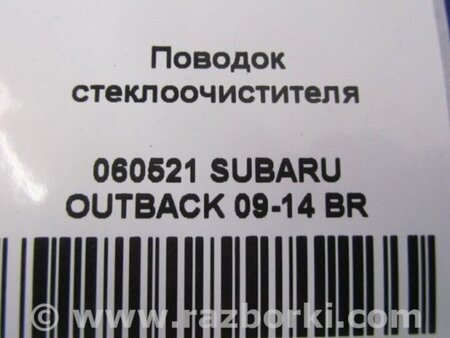 Поводок
стеклоочистителя
060521 SUBARU
OUTBACK 09-14 BR
© www.razborki.com